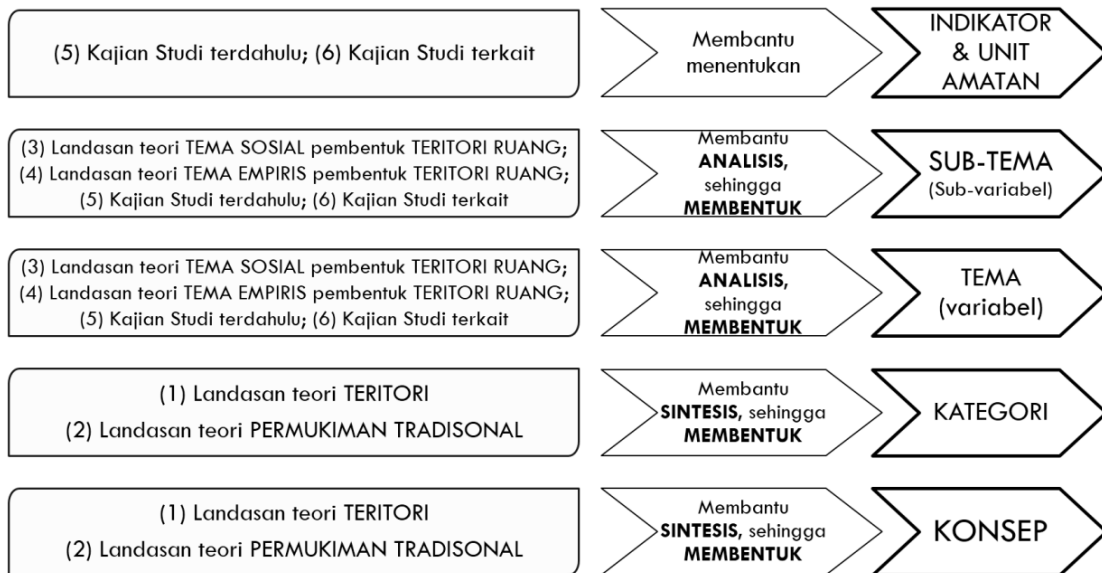 (5) Kajian Studi terdahulu; (6) Kajian Studi terkait
Membantu
menentukan
INDIKATOR
& UNIT
AMATAN
(3) Landasan teori TEMA SOSIAL pembentuk TERITORI RUANG;
(4) Landasan teori TEMA EMPIRIS pembentuk TERITORI RUANG;
(5) Kajian Studi terdahulu; (6) Kajian Studi terkait
Membantu
ANALISIS,
sehingga
MEMBENTUK
SUB-TEMA
(Sub-variabel)
(3) Landasan teori TEMA SOSIAL pembentuk TERITORI RUANG;
(4) Landasan teori TEMA EMPIRIS pembentuk TERITORI RUANG;
(5) Kajian Studi terdahulu; (6) Kajian Studi terkait
Membantu
ANALISIS,
sehingga
MEMBENTUK
TEMA
(variabel)
(1) Landasan teori TERITORI
(2) Landasan teori PERMUKIMAN TRADISONAL
Membantu
SINTESIS, sehingga
MEMBENTUK
KATEGORI
(1) Landasan teori TERITORI
(2) Landasan teori PERMUKIMAN TRADISONAL
Membantu
SINTESIS, sehingga
MEMBENTUK
KONSEP